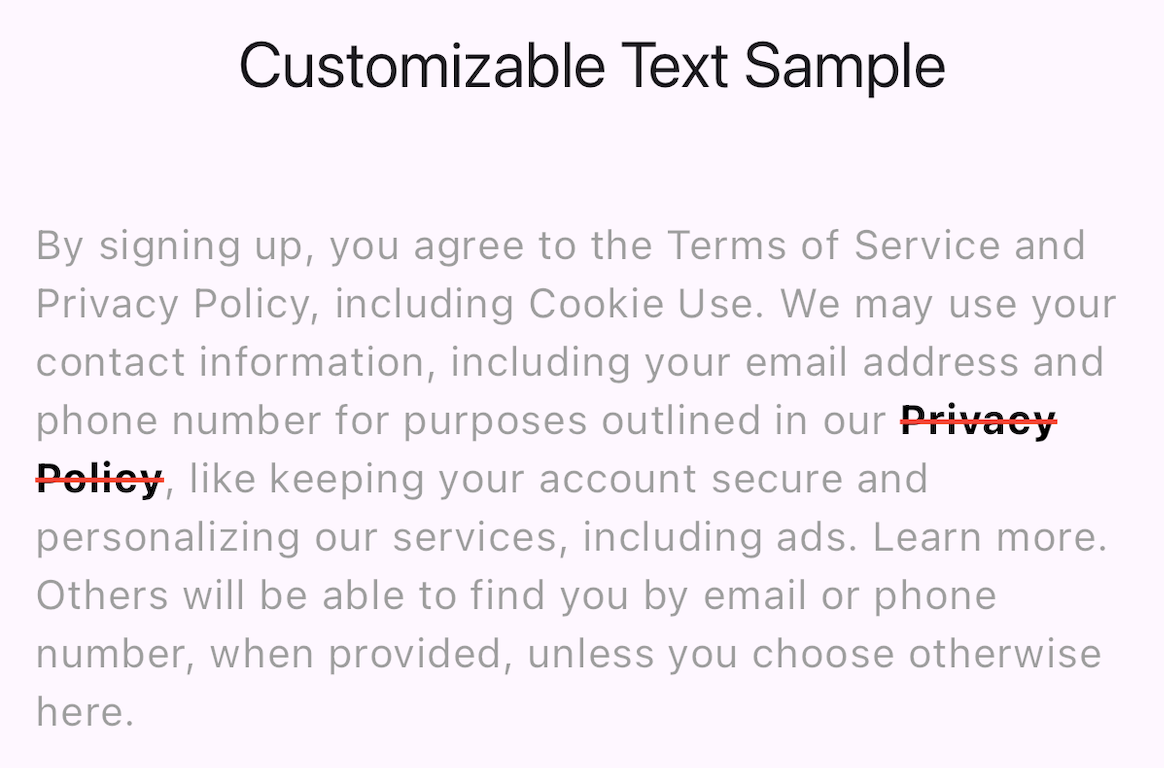 Customizable Text Sample
By signing up, you agree to the Terms of Service and
Privacy Policy, including Cookie Use. We may use your
contact information, including your email address and
phone number for purposes outlined in our Privacy
Policy, like keeping your account secure and
personalizing our services, including ads. Learn more.
Others will be able to find you by email or phone
number, when provided, unless you choose otherwise
here.